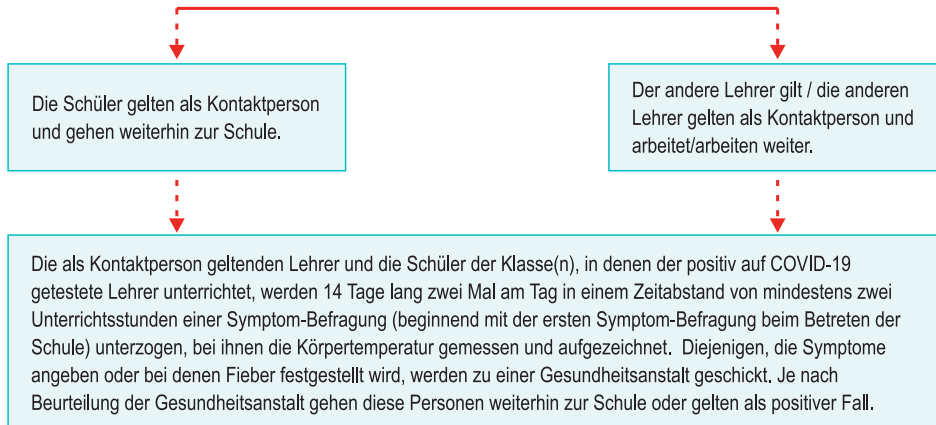 Die Schüler gelten als Kontaktperson
und gehen weiterhin zur Schule.
Der andere Lehrer gilt / die anderen
Lehrer gelten als Kontaktperson und
arbeitet/arbeiten weiter.
Die als Kontaktperson geltenden Lehrer und die Schüler der Klasse(n), in denen der positiv auf COVID-19
getestete Lehrer unterrichtet, werden 14 Tage lang zwei Mal am Tag in einem Zeitabstand von mindestens zwei
Unterrichtsstunden einer Symptom-Befragung (beginnend mit der ersten Symptom-Befragung beim Betreten der
Schule) unterzogen, bei ihnen die Körpertemperatur gemessen und aufgezeichnet. Diejenigen, die Symptome
angeben oder bei denen Fieber festgestellt wird, werden zu einer Gesundheitsanstalt geschickt. Je nach
Beurteilung der Gesundheitsanstalt gehen diese Personen weiterhin zur Schule oder gelten als positiver Fall.